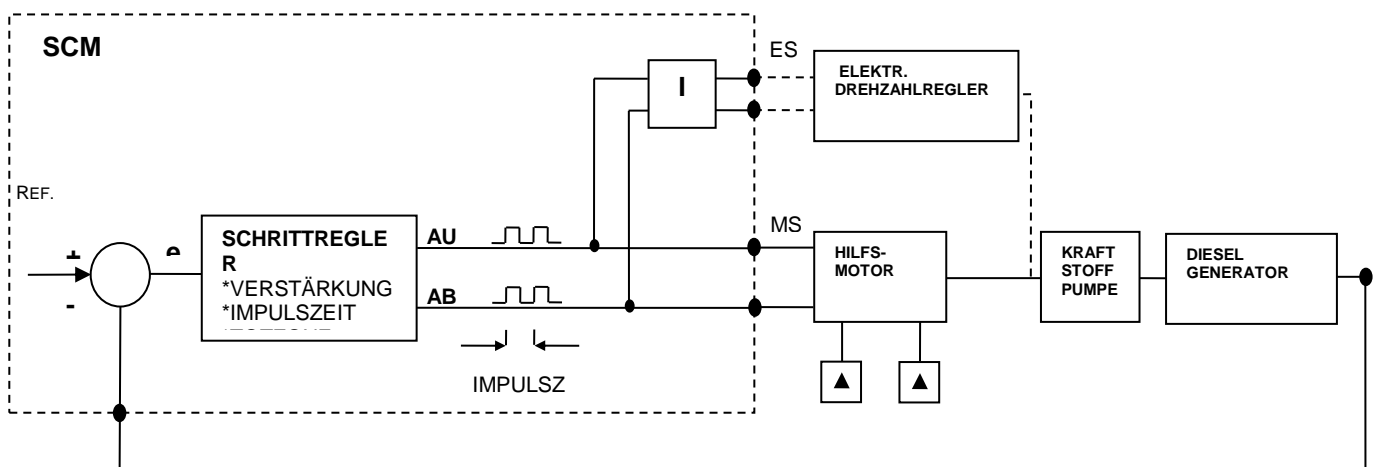 SCM
ES
ELEKTR.
DREHZAHLREGLER
I
REF.
MS
+
e
-
SCHRITTREGLE
R
*VERSTÄRKUNG
*IMPULSZEIT
AU
AB
IMPULSZ
HILFS-
MOTOR
KRAFT
STOFF
PUMPE
DIESEL
GENERATOR